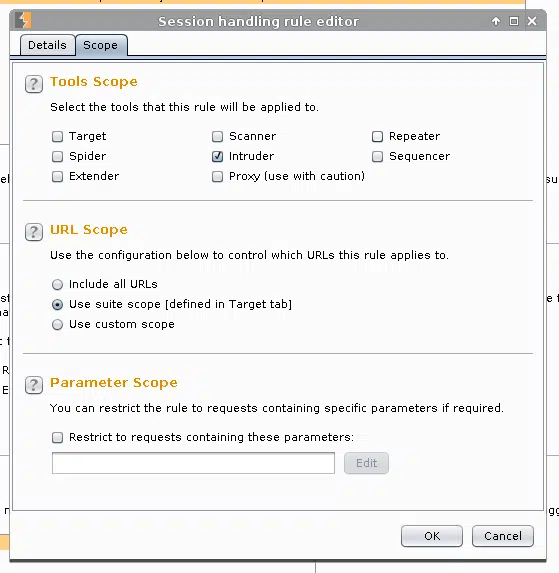 Session handling rule editor
Details
Scope
?
Tools Scope
Select the tools that this rule will be applied to.
Target
Scanner
Repeater
Spider
Intruder
Sequencer
Extender
Proxy (use with caution)
?
URL Scope
Use the configuration below to control which URLs this rule applies to.
Include all URLs
Use suite scope [defined in Target tab]
Use custom scope
?
Parameter Scope
You can restrict the rule to requests containing specific parameters if required.
Restrict to requests containing these parameters:
Edit
OK
Cancel